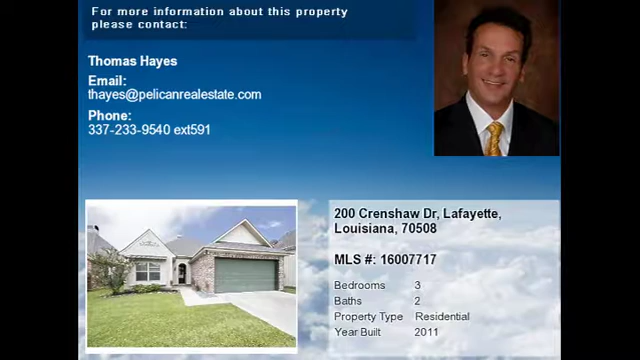 For more information about this property
please contact:
Thomas Hayes
Email:
thayes@pelicanrealestate.com
Phone:
337-233-9540 ext591
200 Crenshaw Dr, Lafayette,
Louisiana, 70508
MLS #: 16007717
Bedrooms 3
Baths 2
Property Type Residential
Year Built 2011